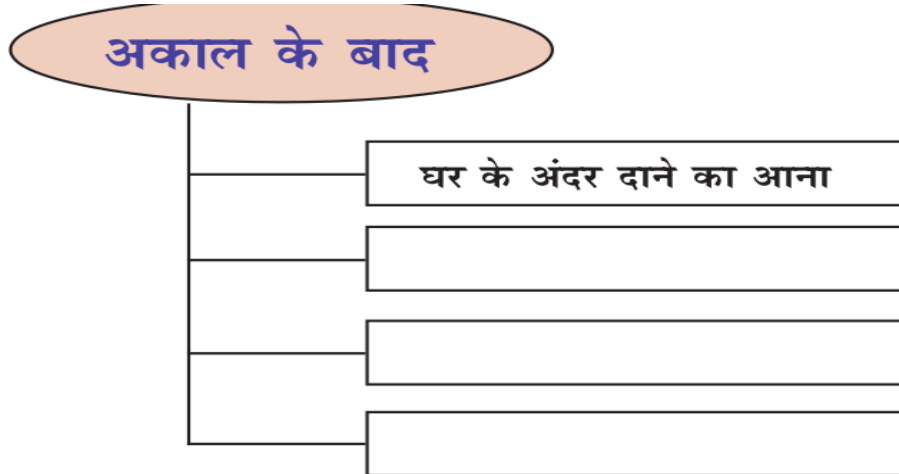 अकाल के बाद
घर के अंदर दाने का आना